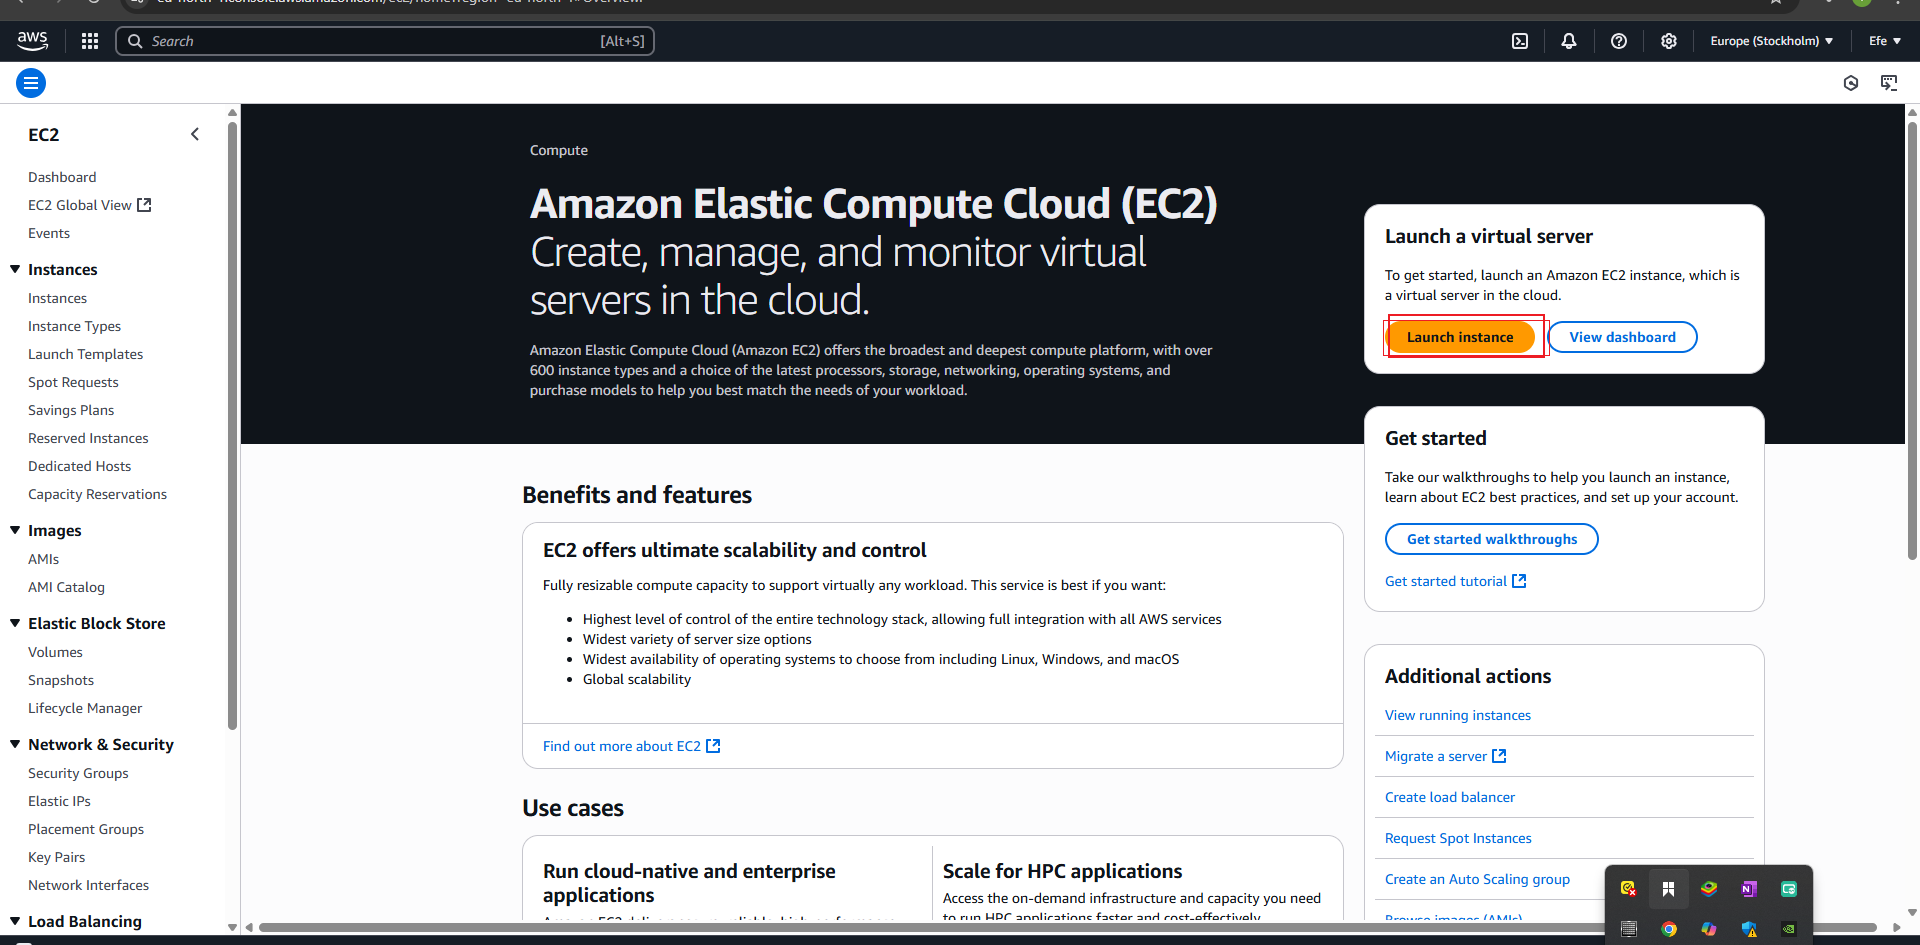 aws
Search
[Alt+S]
Europe (Stockholm)
Efe
EC2
Dashboard
EC2 Global View
Events
Instances
Instances
Instance Types
Launch Templates
Spot Requests
Savings Plans
Reserved Instances
Dedicated Hosts
Capacity Reservations
Images
AMIs
AMI Catalog
Elastic Block Store
Volumes
Snapshots
Lifecycle Manager
Network & Security
Security Groups
Elastic IPs
Placement Groups
Key Pairs
Network Interfaces
Load Balancing
Compute
Amazon Elastic Compute Cloud (EC2)
Create, manage, and monitor virtual
servers in the cloud.
Amazon Elastic Compute Cloud (Amazon EC2) offers the broadest and deepest compute platform, with over
600 instance types and a choice of the latest processors, storage, networking, operating systems, and
purchase models to help you best match the needs of your workload.
Launch a virtual server
To get started, launch an Amazon EC2 instance, which is
a virtual server in the cloud.
Launch instance
View dashboard
Get started
Take our walkthroughs to help you launch an instance,
learn about EC2 best practices, and set up your account.
Get started walkthroughs
Get started tutorial
Additional actions
View running instances
Migrate a server
Create load balancer
Request Spot Instances
Create an Auto Scaling group
Browse images (AMIs)
Benefits and features
EC2 offers ultimate scalability and control
Fully resizable compute capacity to support virtually any workload. This service is best if you want:
• Highest level of control of the entire technology stack, allowing full integration with all AWS services
• Widest variety of server size options
• Widest availability of operating systems to choose from including Linux, Windows, and macOS
• Global scalability
Find out more about EC2
Use cases
Run cloud-native and enterprise
applications
Scale for HPC applications
Access the on-demand infrastructure and capacity you need
to run HPC applications faster and cost-effectively